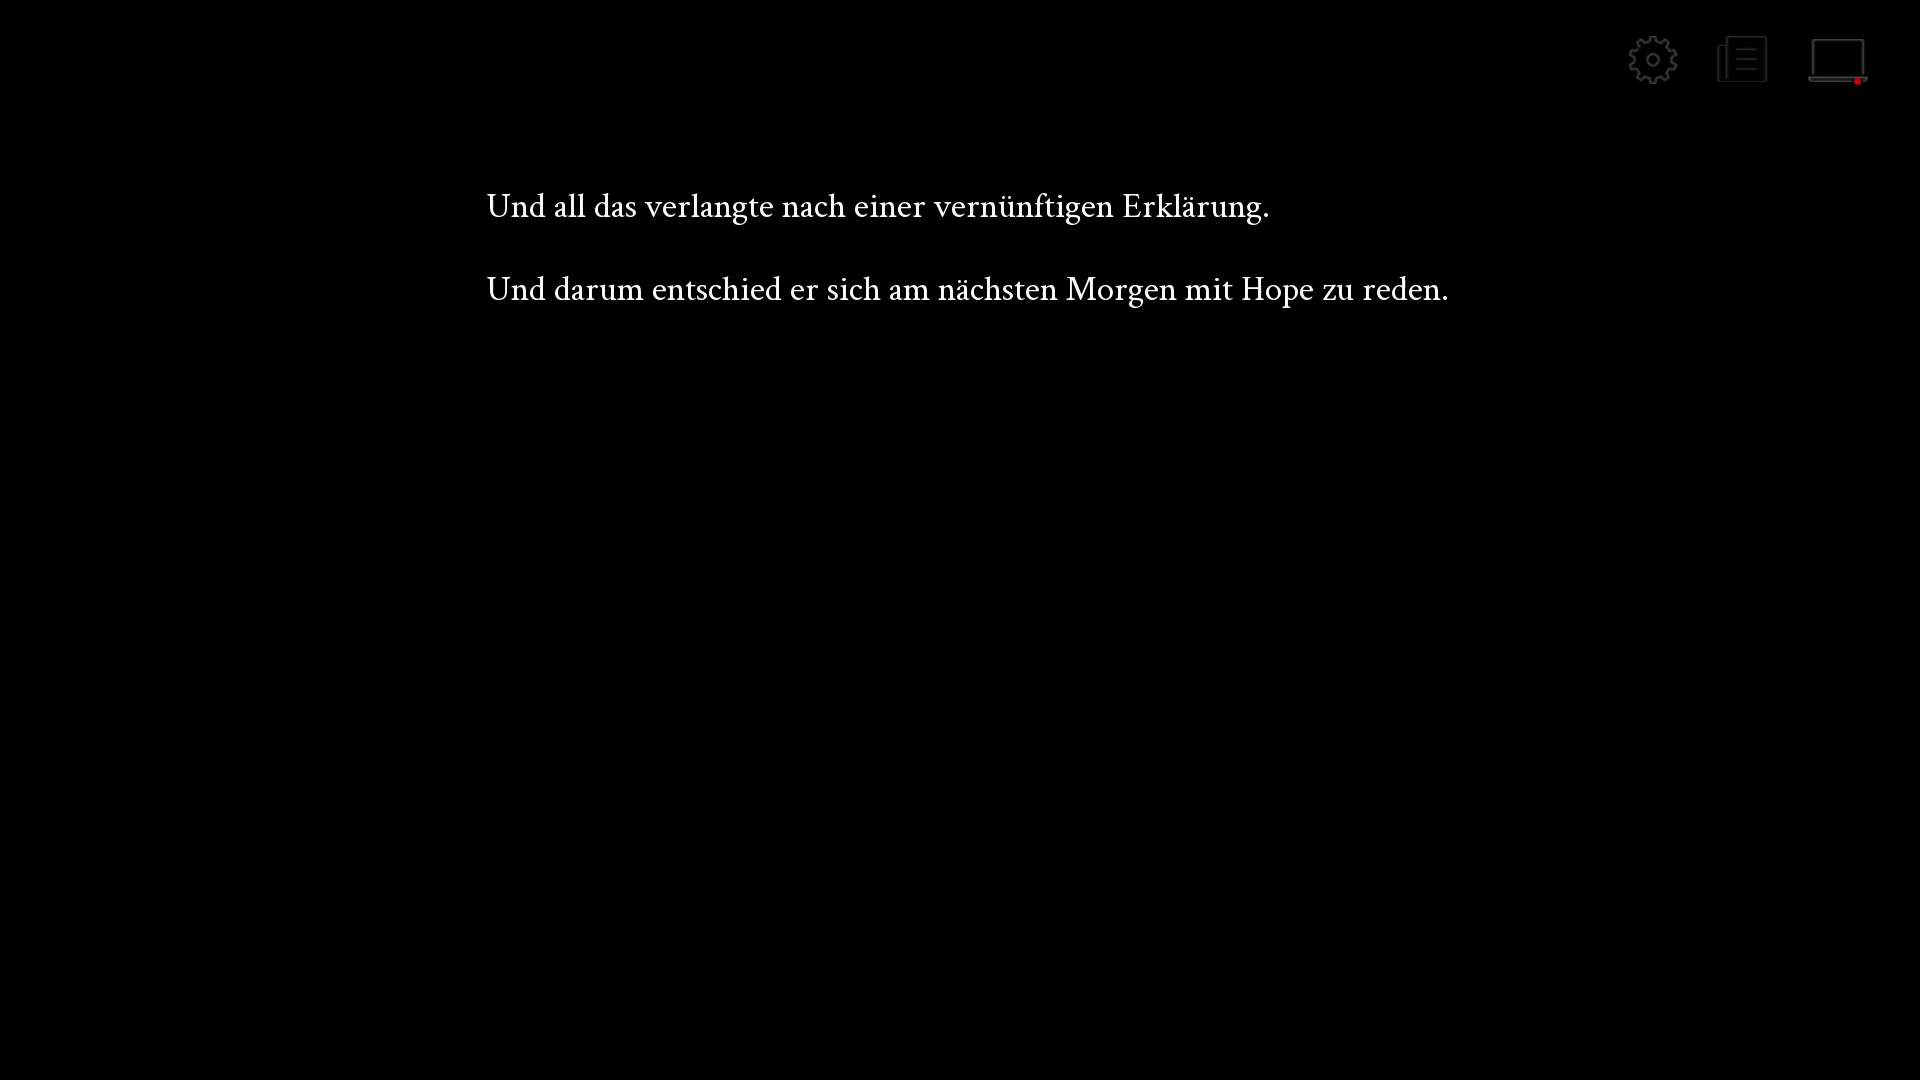 Und all das verlangte nach einer vernünftigen Erklärung.
Und darum entschied er sich am nächsten Morgen mit Hope zu reden.